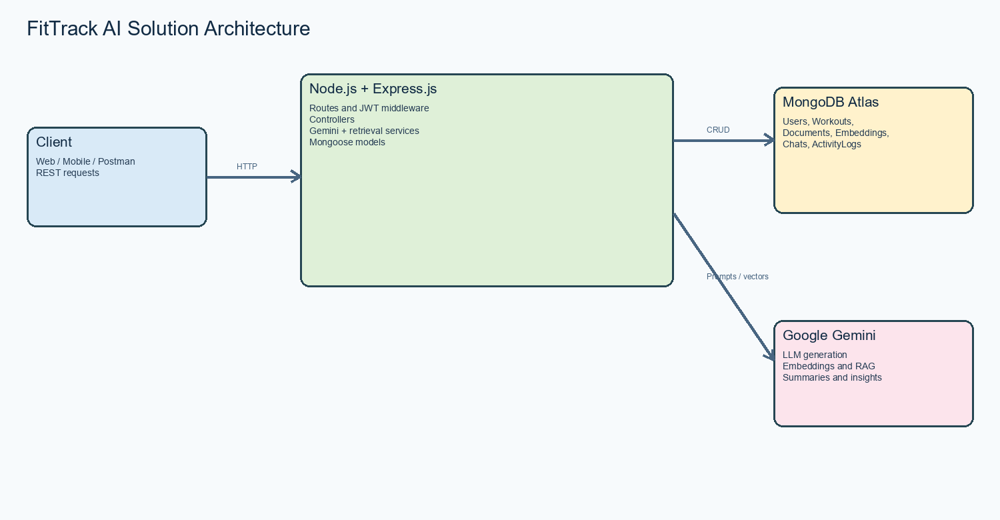 FitTrack AI Solution Architecture
Client
Web / Mobile / Postman
REST requests
HTTP
Node.js + Express.js
Routes and JWT middleware
Controllers
Gemini + retrieval services
Mongoose models
CRUD
MongoDB Atlas
Users, Workouts,
Documents, Embeddings,
Chats, ActivityLogs
Prompts / vectors
Google Gemini
LLM generation
Embeddings and RAG
Summaries and insights